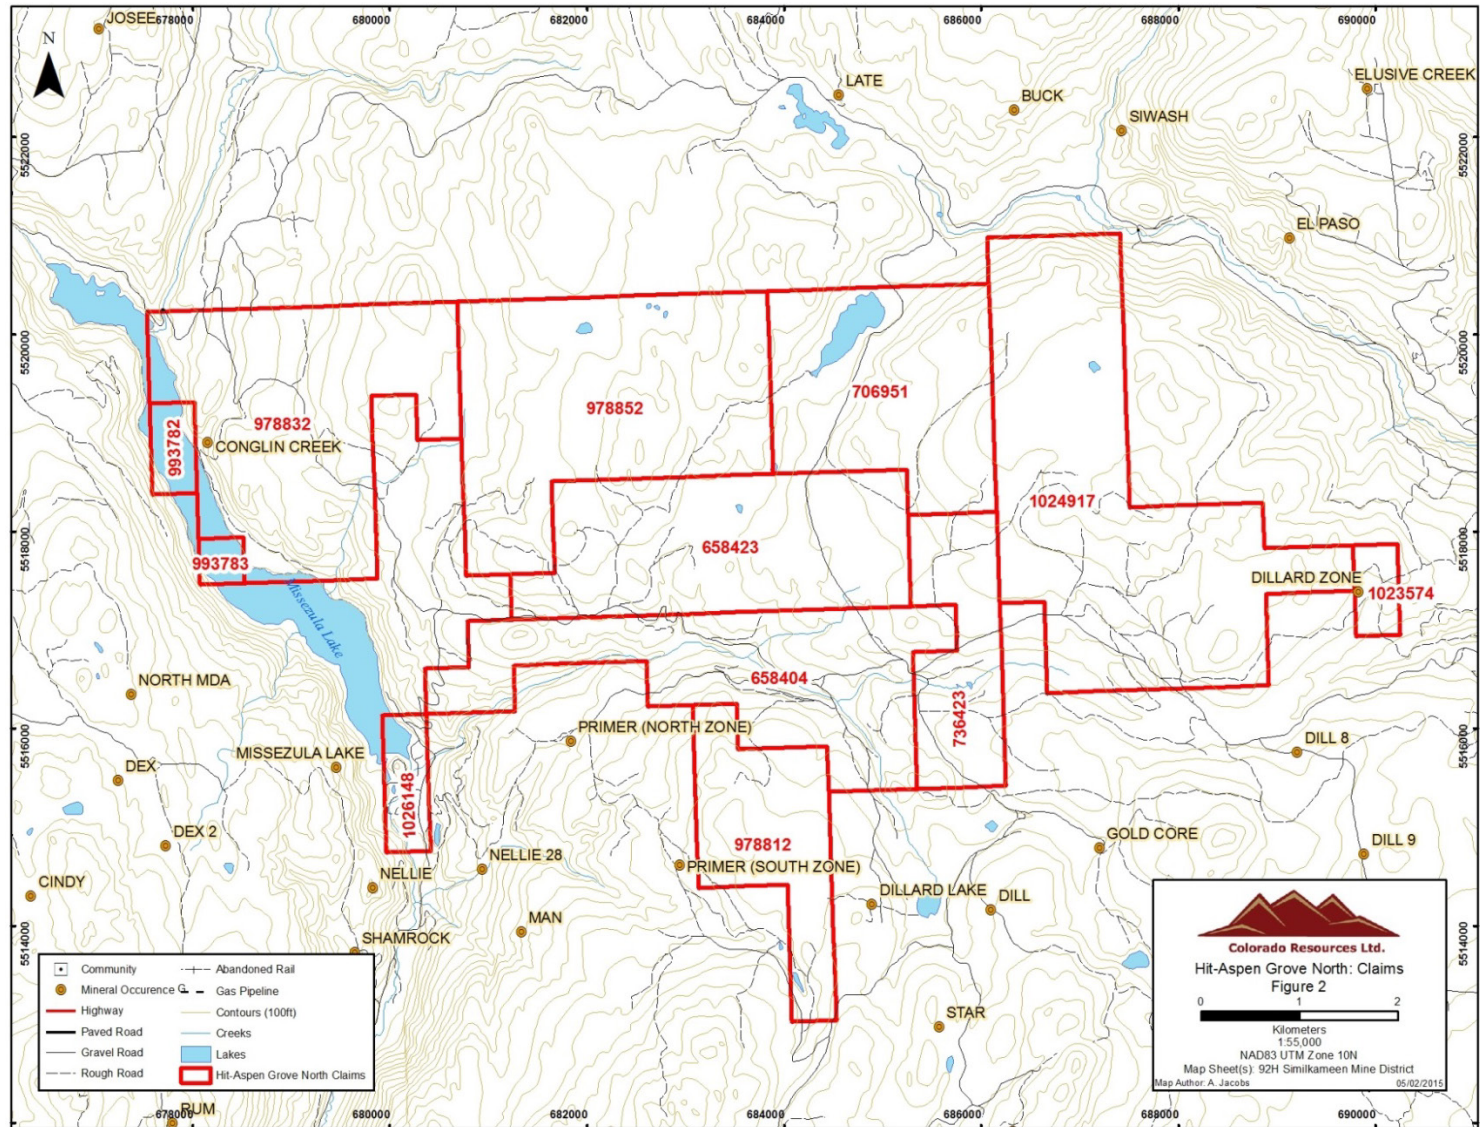 678000
680000
682000
684000
686000
688000
690000
JOSEE
N
LATE
BUCK
ELUSIVE CREEK
SIWASH
5522000
5522000
EL PASO
5520000
5520000
978832
978852
706951
993782
CONGLIN CREEK
1024917
658423
5518000
5518000
993783
DILLARD ZONE
1023574
Missezula Lake
NORTH MDA
658404
736423
PRIMER (NORTH ZONE)
5516000
5516000
MISSEZULA LAKE
DILL 8
DEX
1026148
DEX 2
978812
GOLD CORE
DILL 9
NELLIE 28
PRIMER (SOUTH ZONE)
CINDY
NELLIE
DILLARD LAKE
DILL
MAN
SHAMROCK
5514000
5514000
STAR
RUM
Community
Mineral Occurence G
Highway
Paved Road
Gravel Road
Rough Road
Abandoned Rail
Gas Pipeline
Contours (100ft)
Creeks
Lakes
Hit-Aspen Grove North Claims
Colorado Resources Ltd.
Hit-Aspen Grove North: Claims
Figure 2
0 1 2
Kilometers
1:55,000
NAD83 UTM Zone 10N
Map Sheet(s): 92H Similkameen Mine District
Map Author: A. Jacobs 05/02/2015
678000
680000
682000
684000
686000
688000
690000